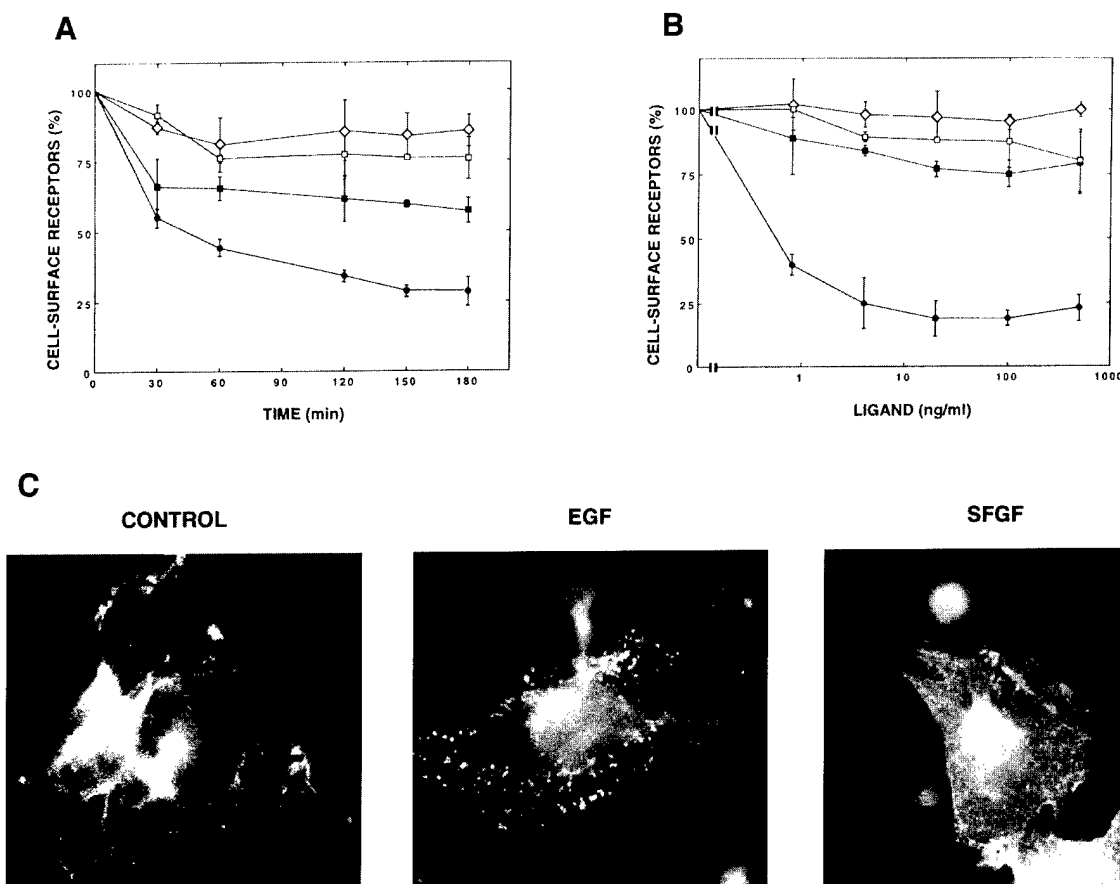 A
CELL-SURFACE RECEPTORS (%)
100
75
50
25
0
0 30 60 90 120 150 180
TIME (min)
B
CELL-SURFACE RECEPTORS (%)
100
75
50
25
0
1 10 100 1000
LIGAND (ng/ml)
C
CONTROL
EGF
SFGF